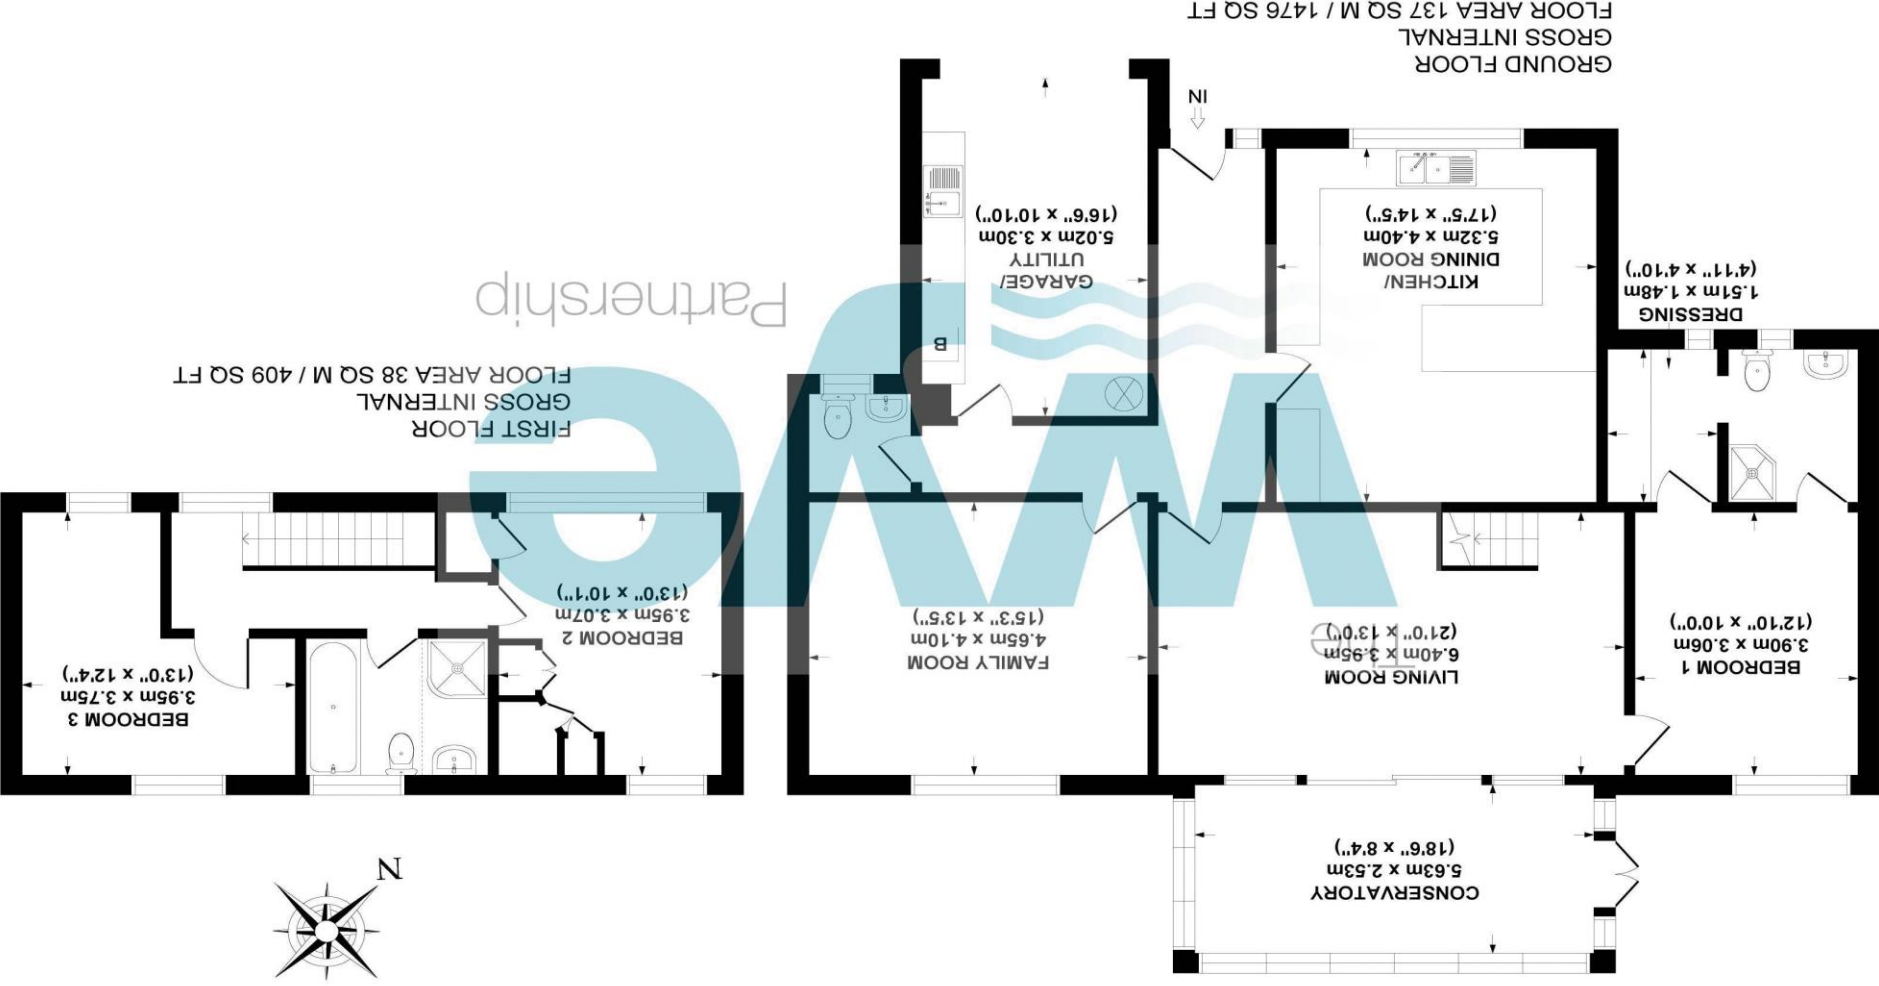 CONSERVATORY
5.63m x 2.53m
(18'6" x 8'4")
N
BEDROOM 1
3.90m x 3.06m
(12'10" x 10'0")
LIVING ROOM
6.40m x 3.95m
(21'0" x 13'0")
FAMILY ROOM
4.65m x 4.10m
(15'3" x 13'5")
BEDROOM 2
3.95m x 3.07m
(13'0" x 10'1")
BEDROOM 3
3.95m x 3.75m
(13'0" x 12'4")
The
wye
Partnership
FIRST FLOOR
GROSS INTERNAL
FLOOR AREA 38 SQ M / 409 SQ FT
DRESSING
1.51m x 1.48m
(4'11" x 4'10")
KITCHEN/
DINING ROOM
5.32m x 4.40m
(17'5" x 14'5")
B
GARAGE/
UTILITY
5.02m x 3.30m
(16'6" x 10'10")
IN
GROUND FLOOR
GROSS INTERNAL
FLOOR AREA 137 SQ M / 1476 SQ FT